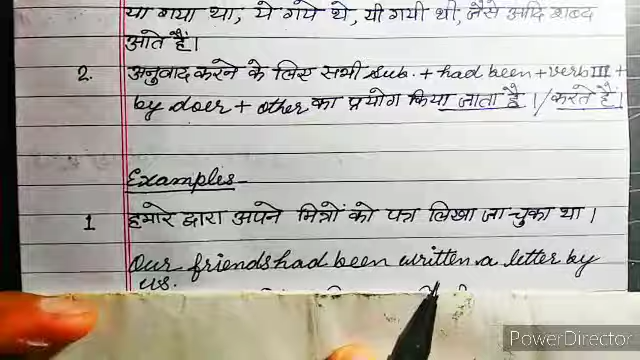 या गया था, ये गये थे, यी गयी थी, जैसे आदि शब्द
आते हैं।
2. अनुवाद करने के लिए सभी sub. + had been + verb III +
by doer + other का प्रयोग किया जाता है।/करते हैं।
Examples-
1 हमारे द्वारा अपने मित्रों को पत्र लिखा जा चुका था।
Our friends had been written a letter by
us.
PowerDirector